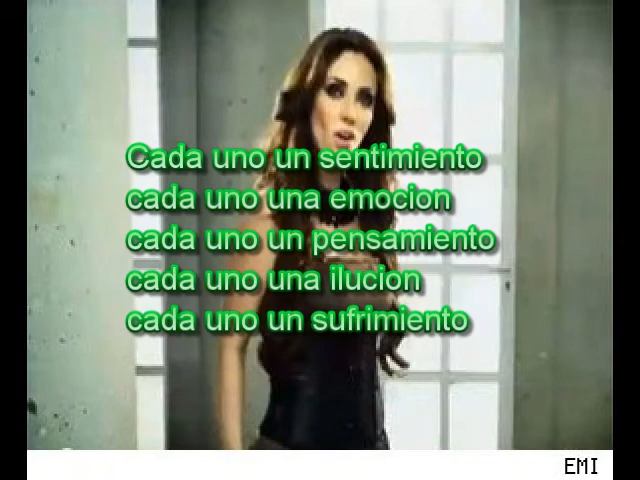 Cada uno un sentimiento
cada uno una emocion
cada uno un pensamiento
cada uno una ilucion
cada uno un sufrimiento
EMI